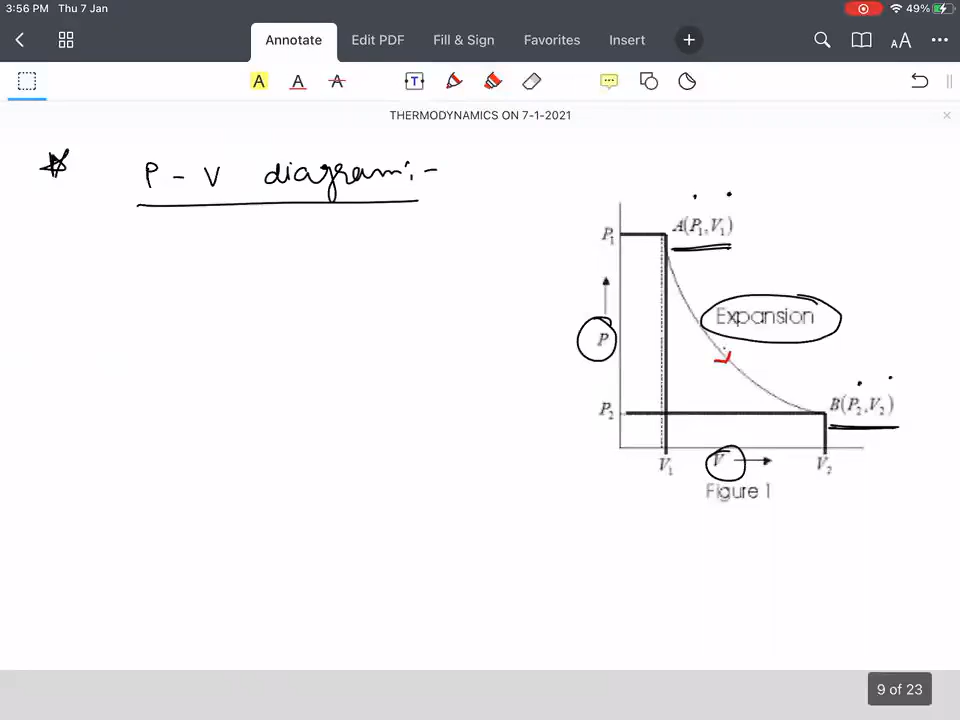 3:56 PM Thu 7 Jan
49%
Annotate Edit PDF Fill & Sign Favorites Insert
A A A T
AA
THERMODYNAMICS ON 7-1-2021
P - V diagram :-
P₁ A(P₁,V₁)
Expansion
P
P₂ B(P₂,V₂)
V₁ V V₂
Figure 1
9 of 23